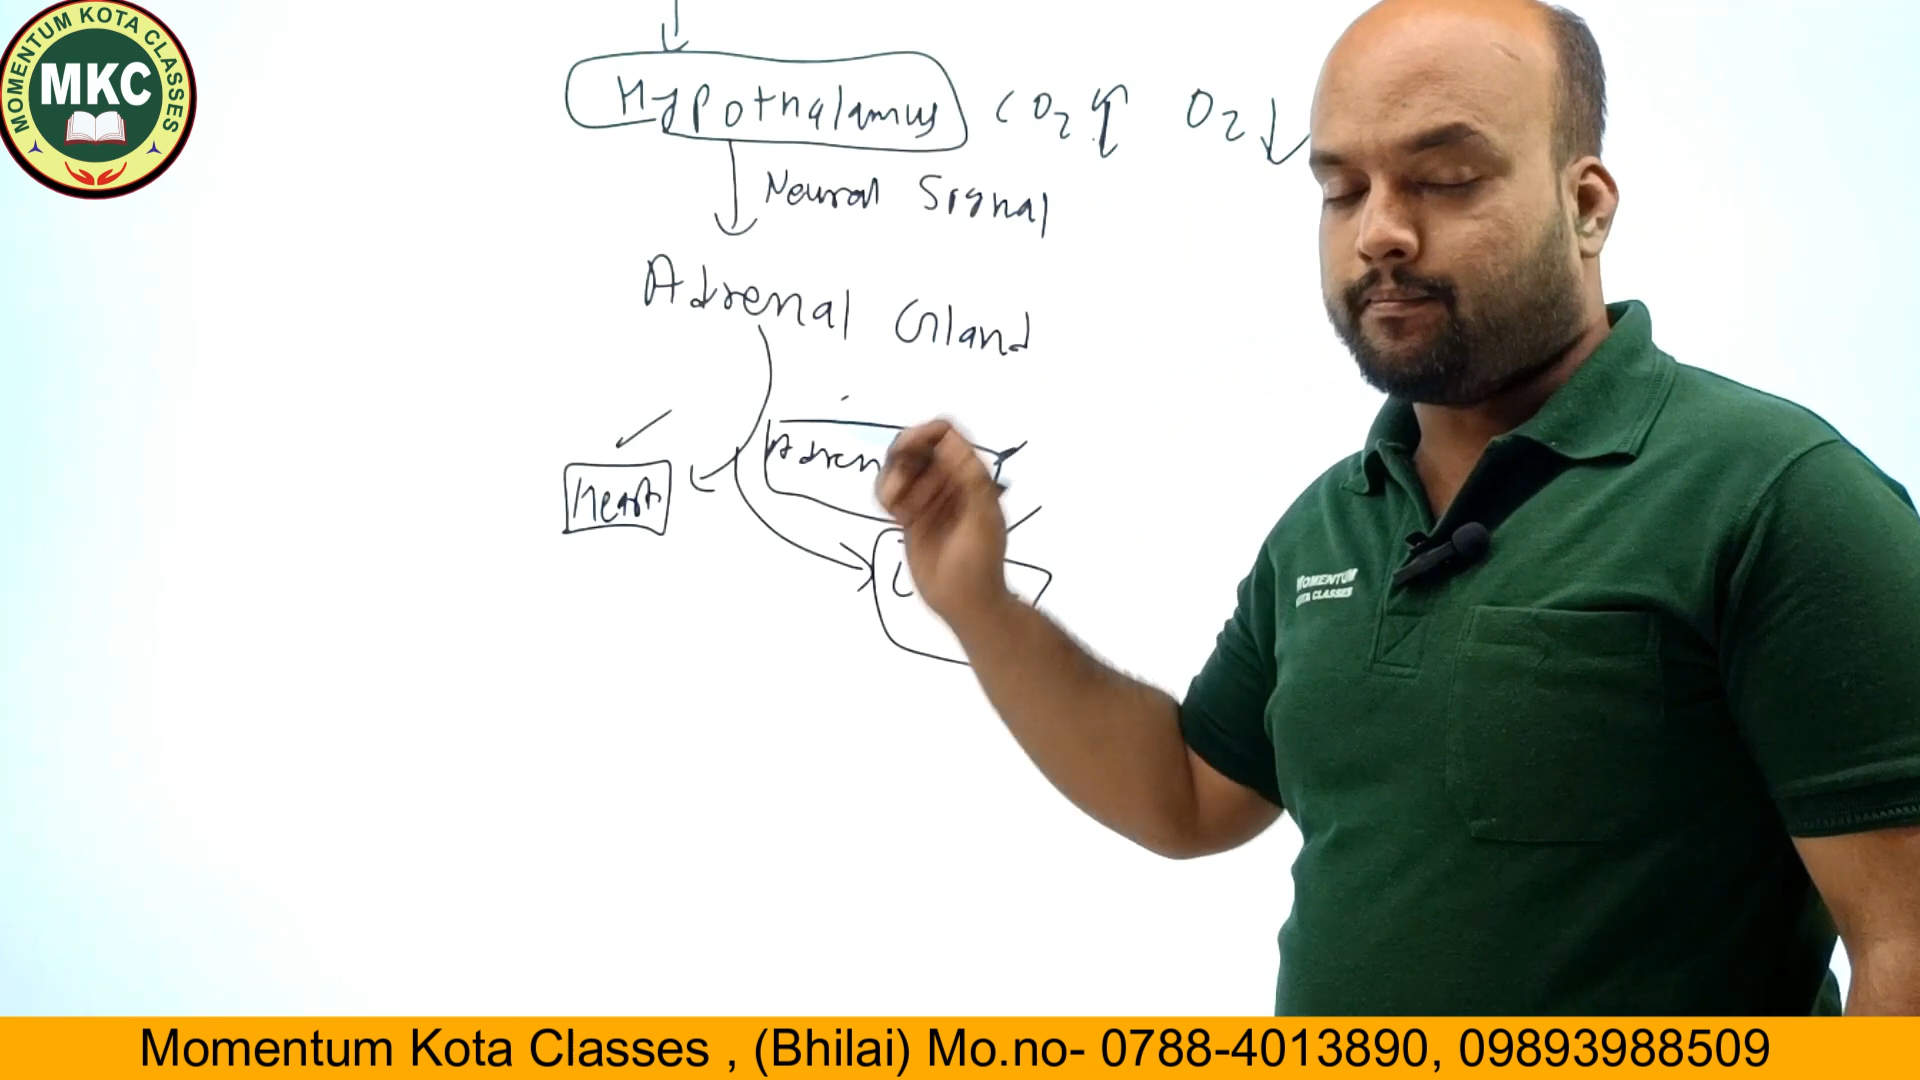 MOMENTUM KOTA CLASSES
MKC
Hypothalamus CO2 ↑ O2 ↓
Neural Signal
Adrenal Gland
Heart
MOMENTUM
KOTA CLASSES
Momentum Kota Classes , (Bhilai) Mo.no- 0788-4013890, 09893988509